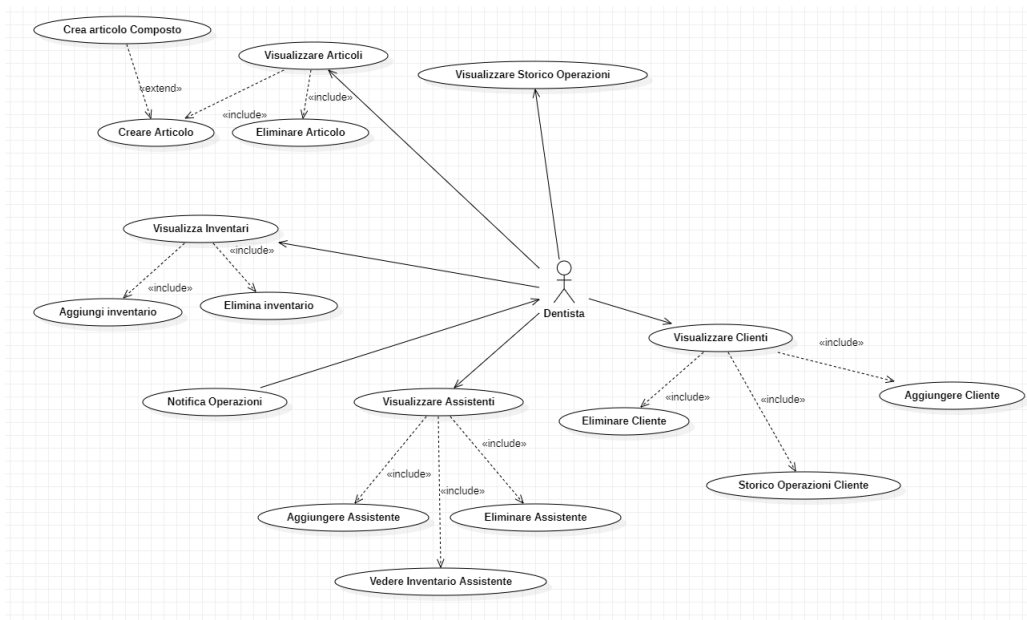 Crea articolo Composto
Visualizzare Articoli
Visualizzare Storico Operazioni
«extend»
«include»
«include»
Creare Articolo
Eliminare Articolo
Visualizza Inventari
«include»
«include»
Aggiungi inventario
Elimina inventario
Dentista
Visualizzare Clienti
«include»
Notifica Operazioni
Visualizzare Assistenti
«include»
«include»
Eliminare Cliente
Aggiungere Cliente
«include»
«include»
«include»
Storico Operazioni Cliente
Aggiungere Assistente
Eliminare Assistente
Vedere Inventario Assistente